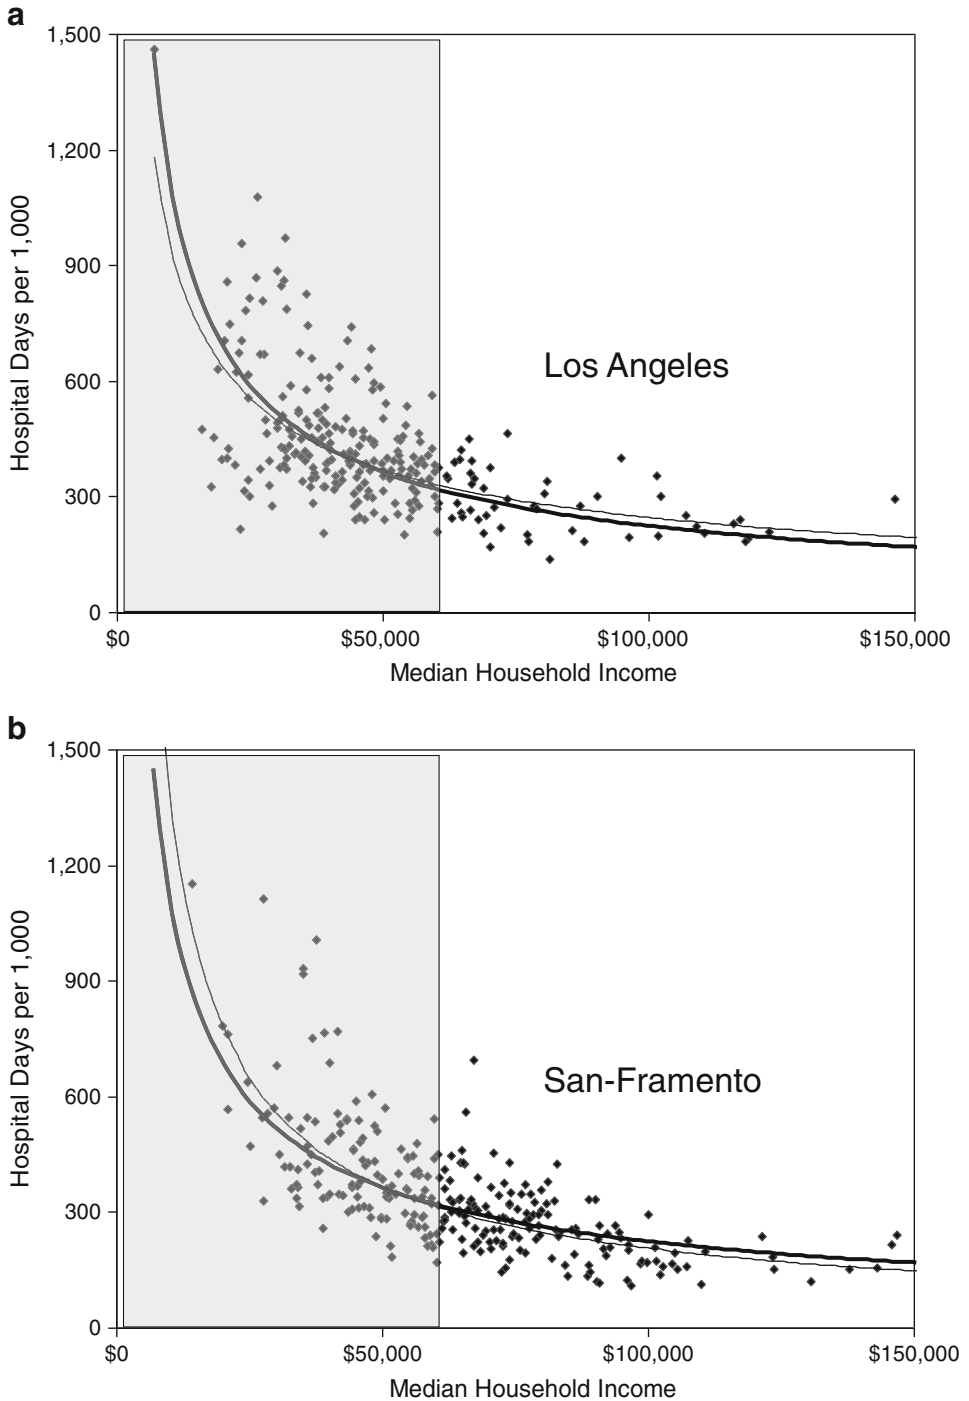 a
1,500
1,200
900
600
300
0
Hospital Days per 1,000
Los Angeles
$0
$50,000
$100,000
$150,000
Median Household Income
b
1,500
1,200
900
600
300
0
Hospital Days per 1,000
San-Framento
$0
$50,000
$100,000
$150,000
Median Household Income